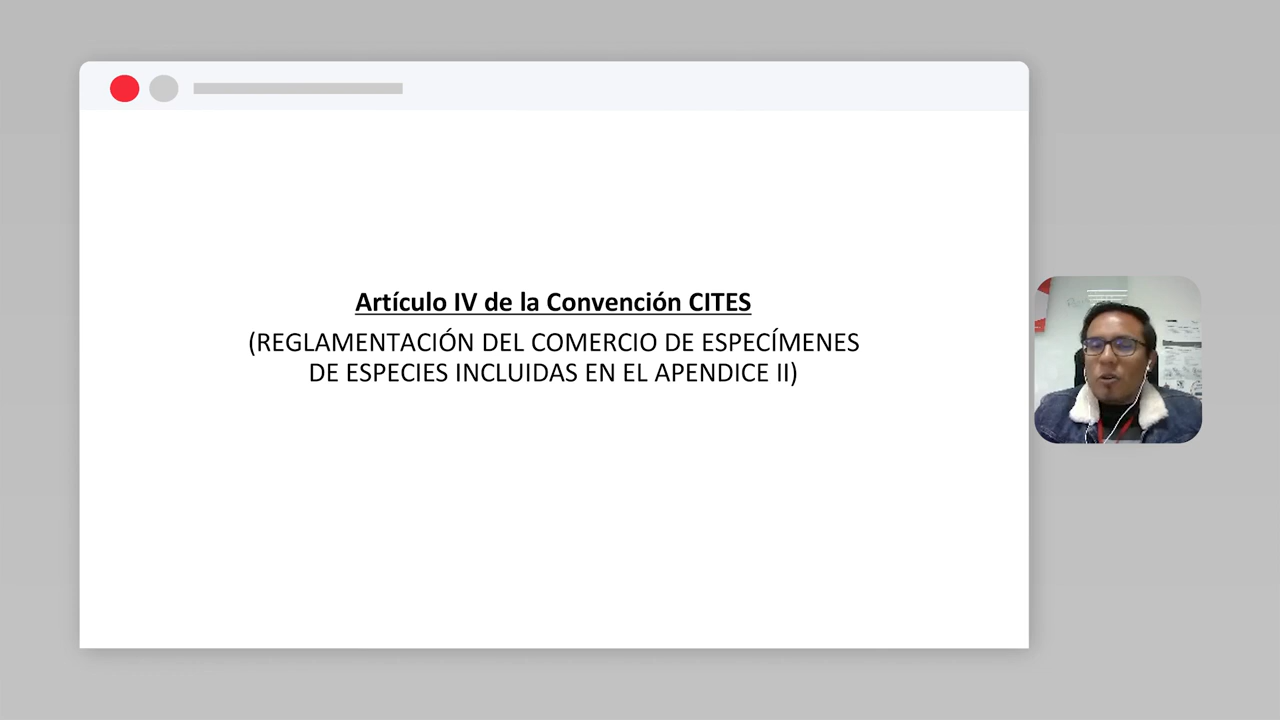 Artículo IV de la Convención CITES
(REGLAMENTACIÓN DEL COMERCIO DE ESPECÍMENES
DE ESPECIES INCLUIDAS EN EL APENDICE II)